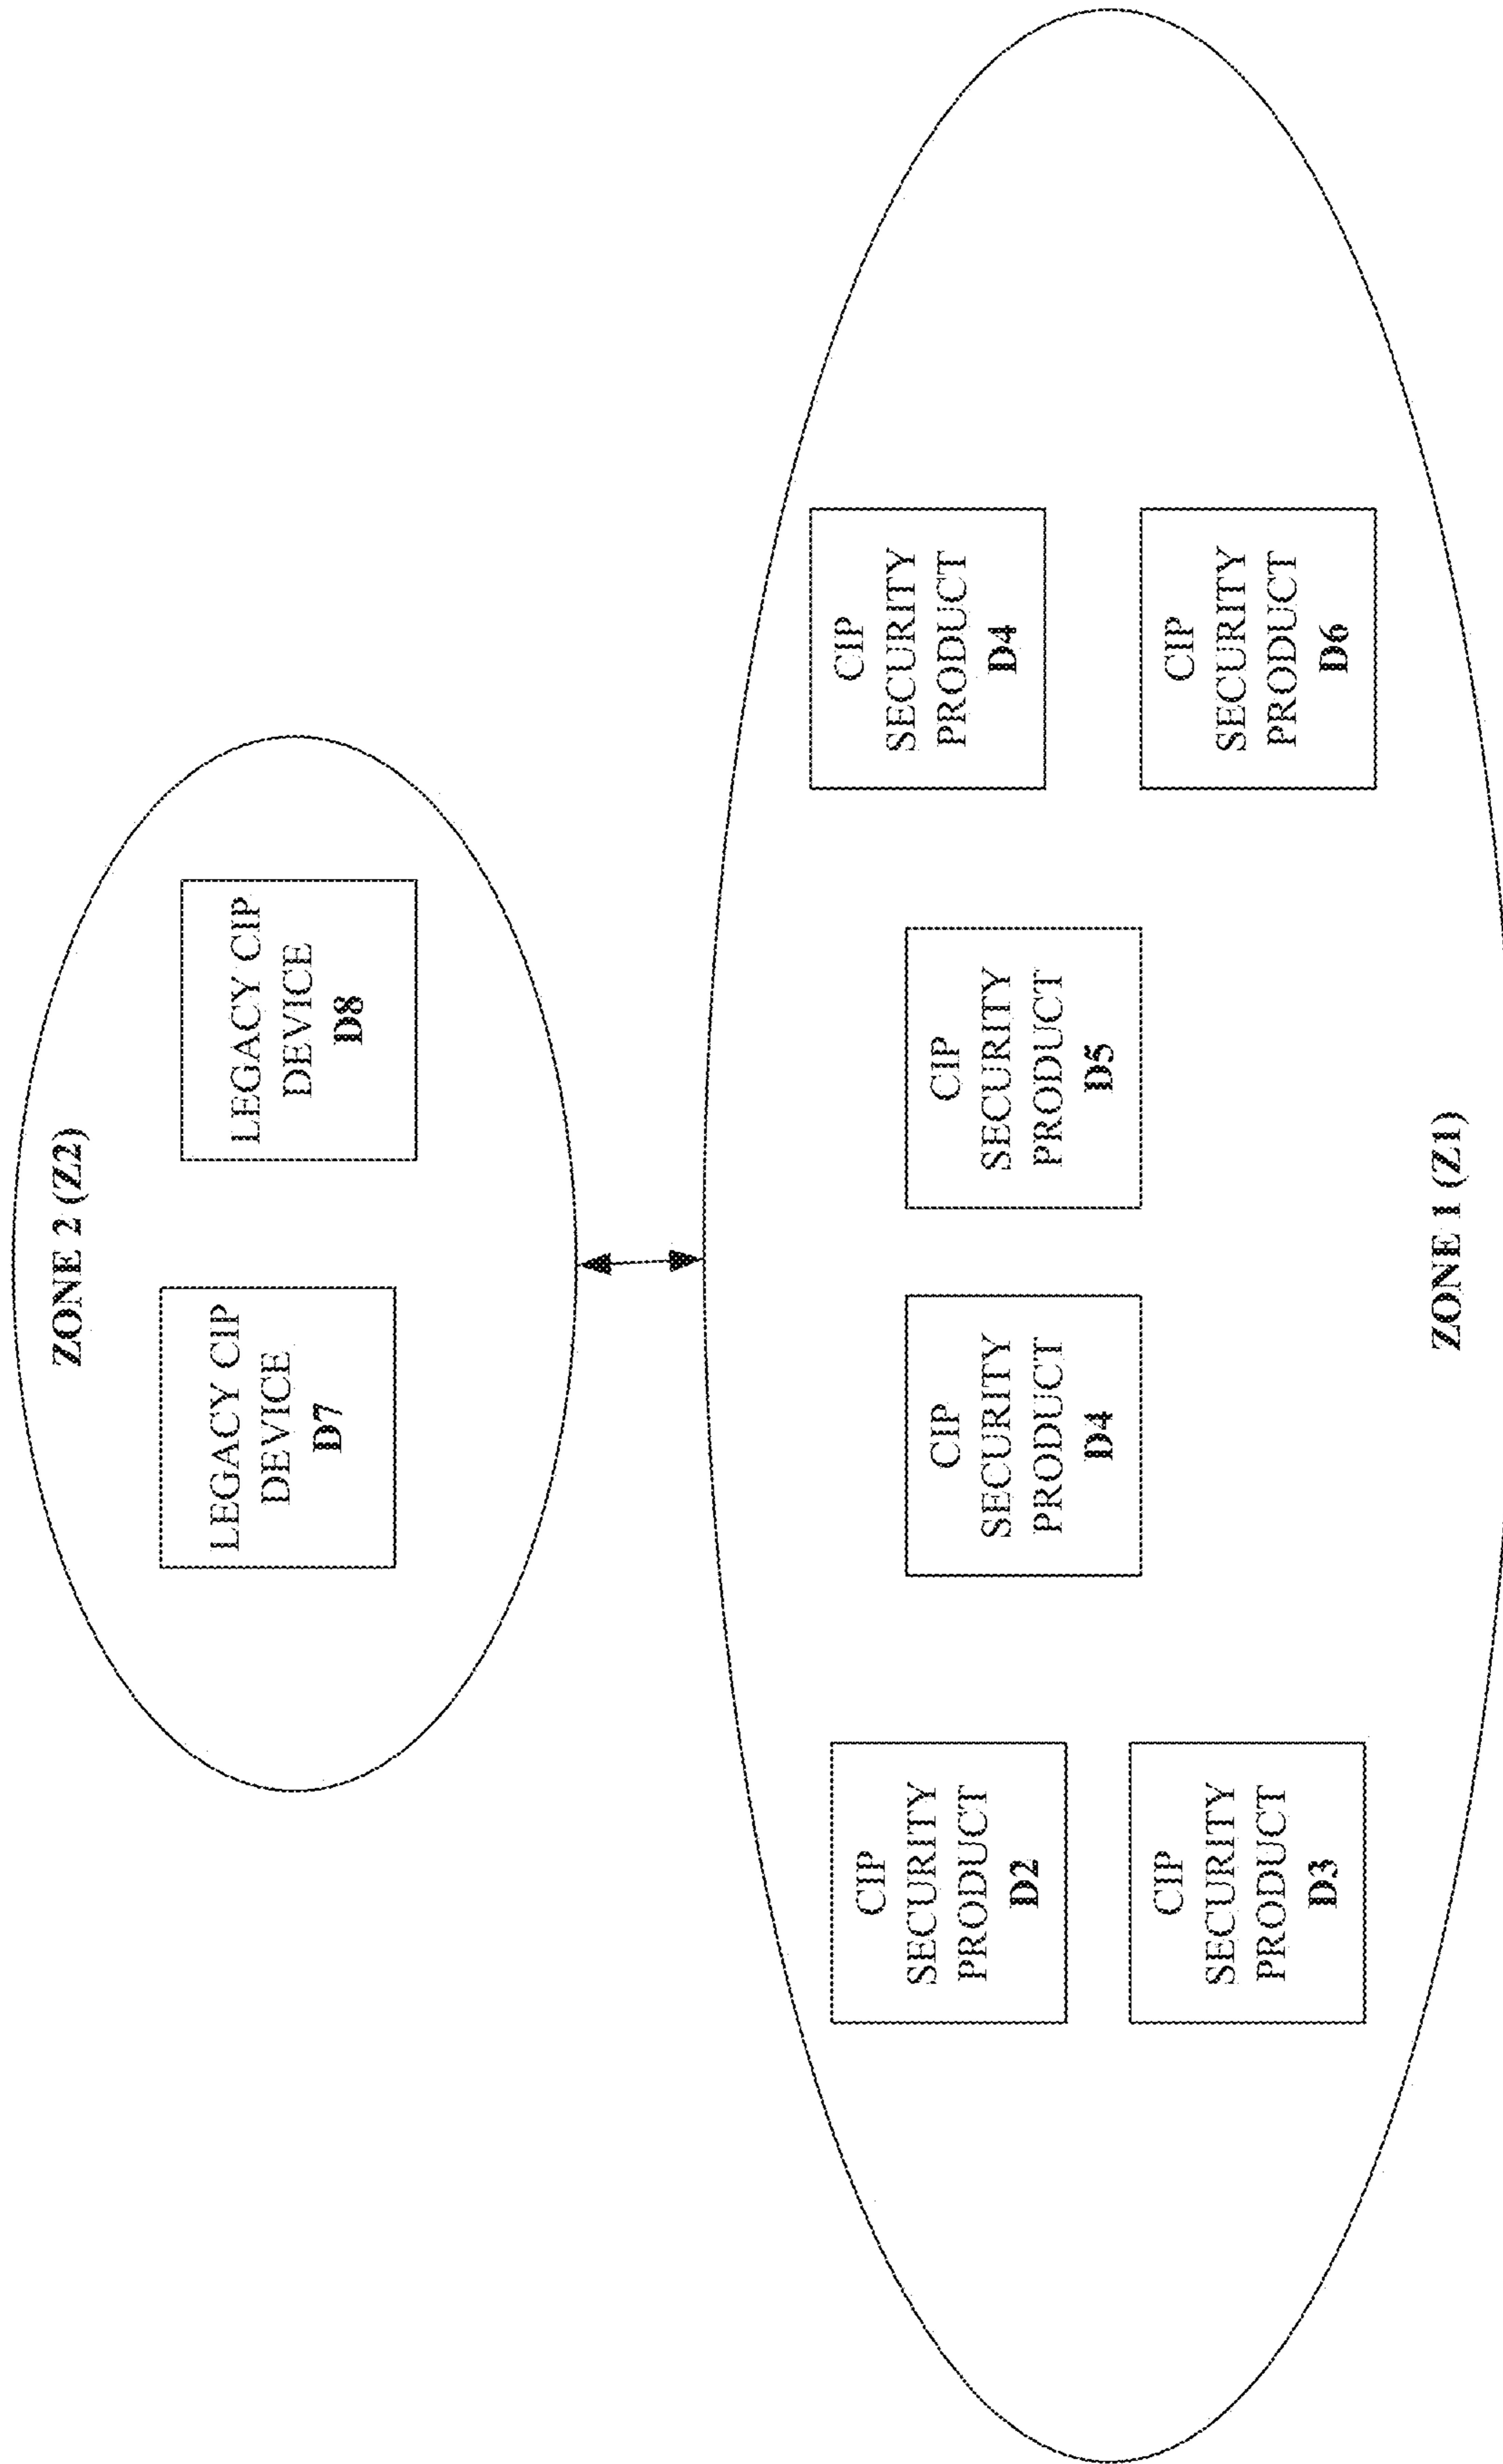 ZONE 2 (Z2)
LEGACY CIP
DEVICE
D7
LEGACY CIP
DEVICE
D8
CIP
SECURITY
PRODUCT
D2
CIP
SECURITY
PRODUCT
D3
CIP
SECURITY
PRODUCT
D4
CIP
SECURITY
PRODUCT
D5
CIP
SECURITY
PRODUCT
D4
CIP
SECURITY
PRODUCT
D6
ZONE 1 (Z1)